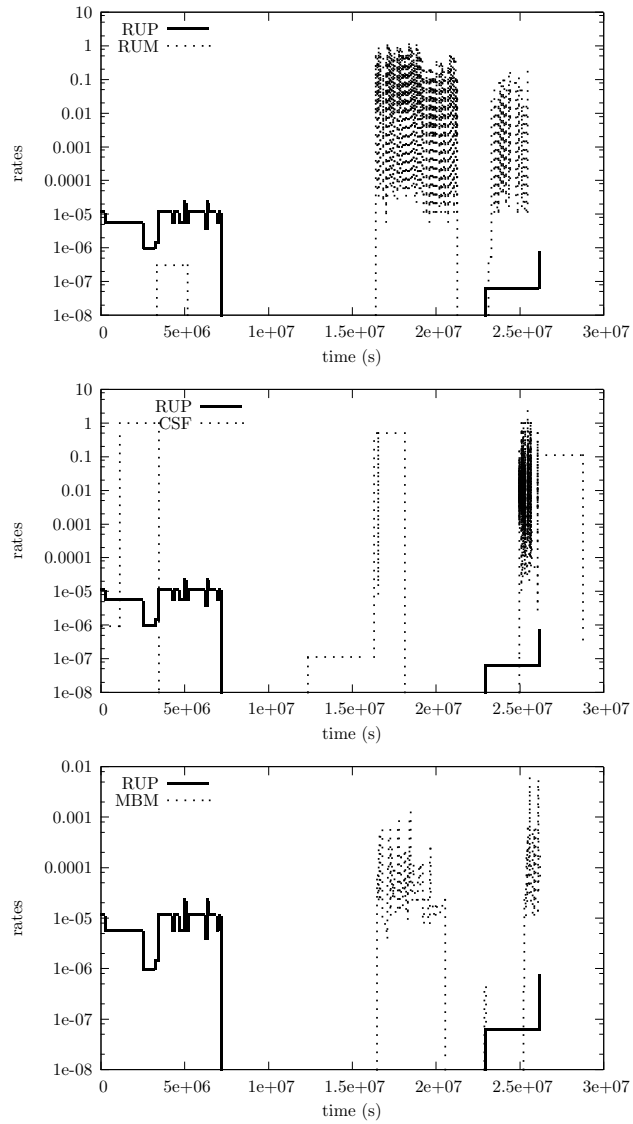 10
1
0.1
0.01
0.001
0.0001
1e-05
1e-06
1e-07
1e-08
rates
RUP
RUM
0
5e+06
1e+07
1.5e+07
2e+07
2.5e+07
3e+07
time (s)
10
1
0.1
0.01
0.001
0.0001
1e-05
1e-06
1e-07
1e-08
rates
RUP
CSF
0
5e+06
1e+07
1.5e+07
2e+07
2.5e+07
3e+07
time (s)
0.01
0.001
0.0001
1e-05
1e-06
1e-07
1e-08
rates
RUP
MBM
0
5e+06
1e+07
1.5e+07
2e+07
2.5e+07
3e+07
time (s)